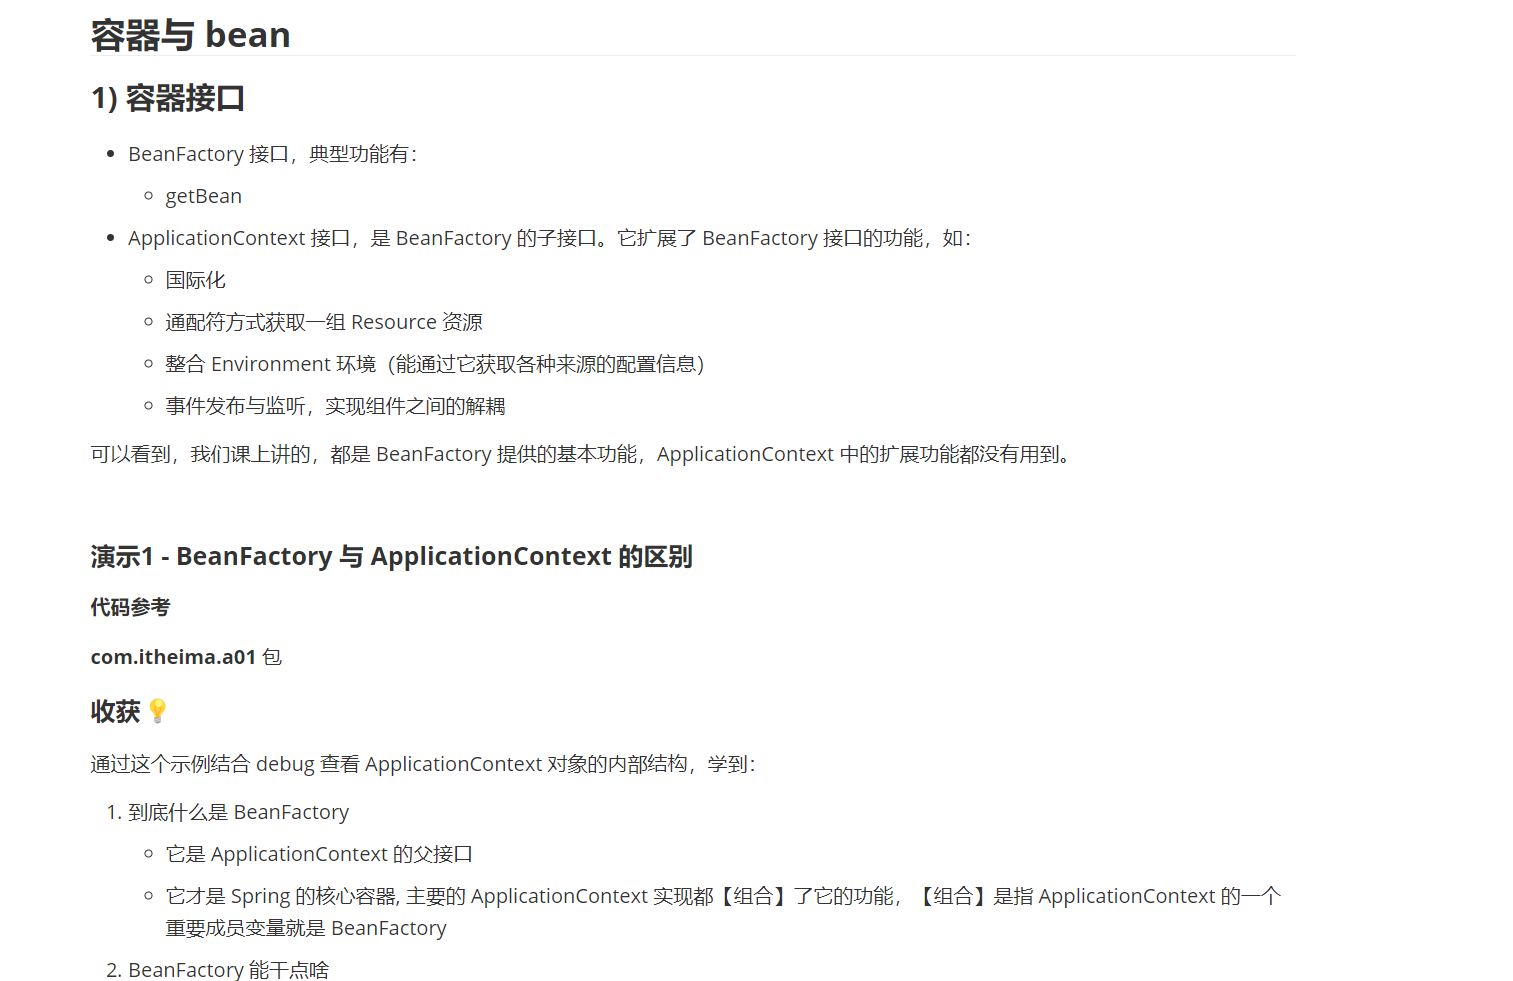 容器与 bean
1) 容器接口
• BeanFactory 接口，典型功能有：
◦ getBean
• ApplicationContext 接口，是 BeanFactory 的子接口。它扩展了 BeanFactory 接口的功能，如：
◦ 国际化
◦ 通配符方式获取一组 Resource 资源
◦ 整合 Environment 环境（能通过它获取各种来源的配置信息）
◦ 事件发布与监听，实现组件之间的解耦
可以看到，我们课上讲的，都是 BeanFactory 提供的基本功能，ApplicationContext 中的扩展功能都没有用到。
演示1 - BeanFactory 与 ApplicationContext 的区别
代码参考
com.itheima.a01 包
收获💡
通过这个示例结合 debug 查看 ApplicationContext 对象的内部结构，学到：
1. 到底什么是 BeanFactory
◦ 它是 ApplicationContext 的父接口
◦ 它才是 Spring 的核心容器, 主要的 ApplicationContext 实现都【组合】了它的功能，【组合】是指 ApplicationContext 的一个
重要成员变量就是 BeanFactory
2. BeanFactory 能干点啥